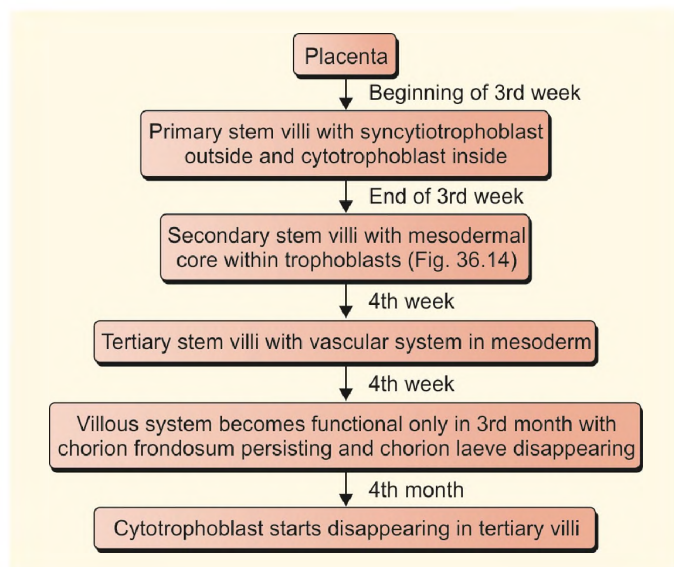 Placenta
Beginning of 3rd week
Primary stem villi with syncytiotrophoblast
outside and cytotrophoblast inside
End of 3rd week
Secondary stem villi with mesodermal
core within trophoblasts (Fig. 36.14)
4th week
Tertiary stem villi with vascular system in mesoderm
4th week
Villous system becomes functional only in 3rd month with
chorion frondosum persisting and chorion laeve disappearing
4th month
Cytotrophoblast starts disappearing in tertiary villi